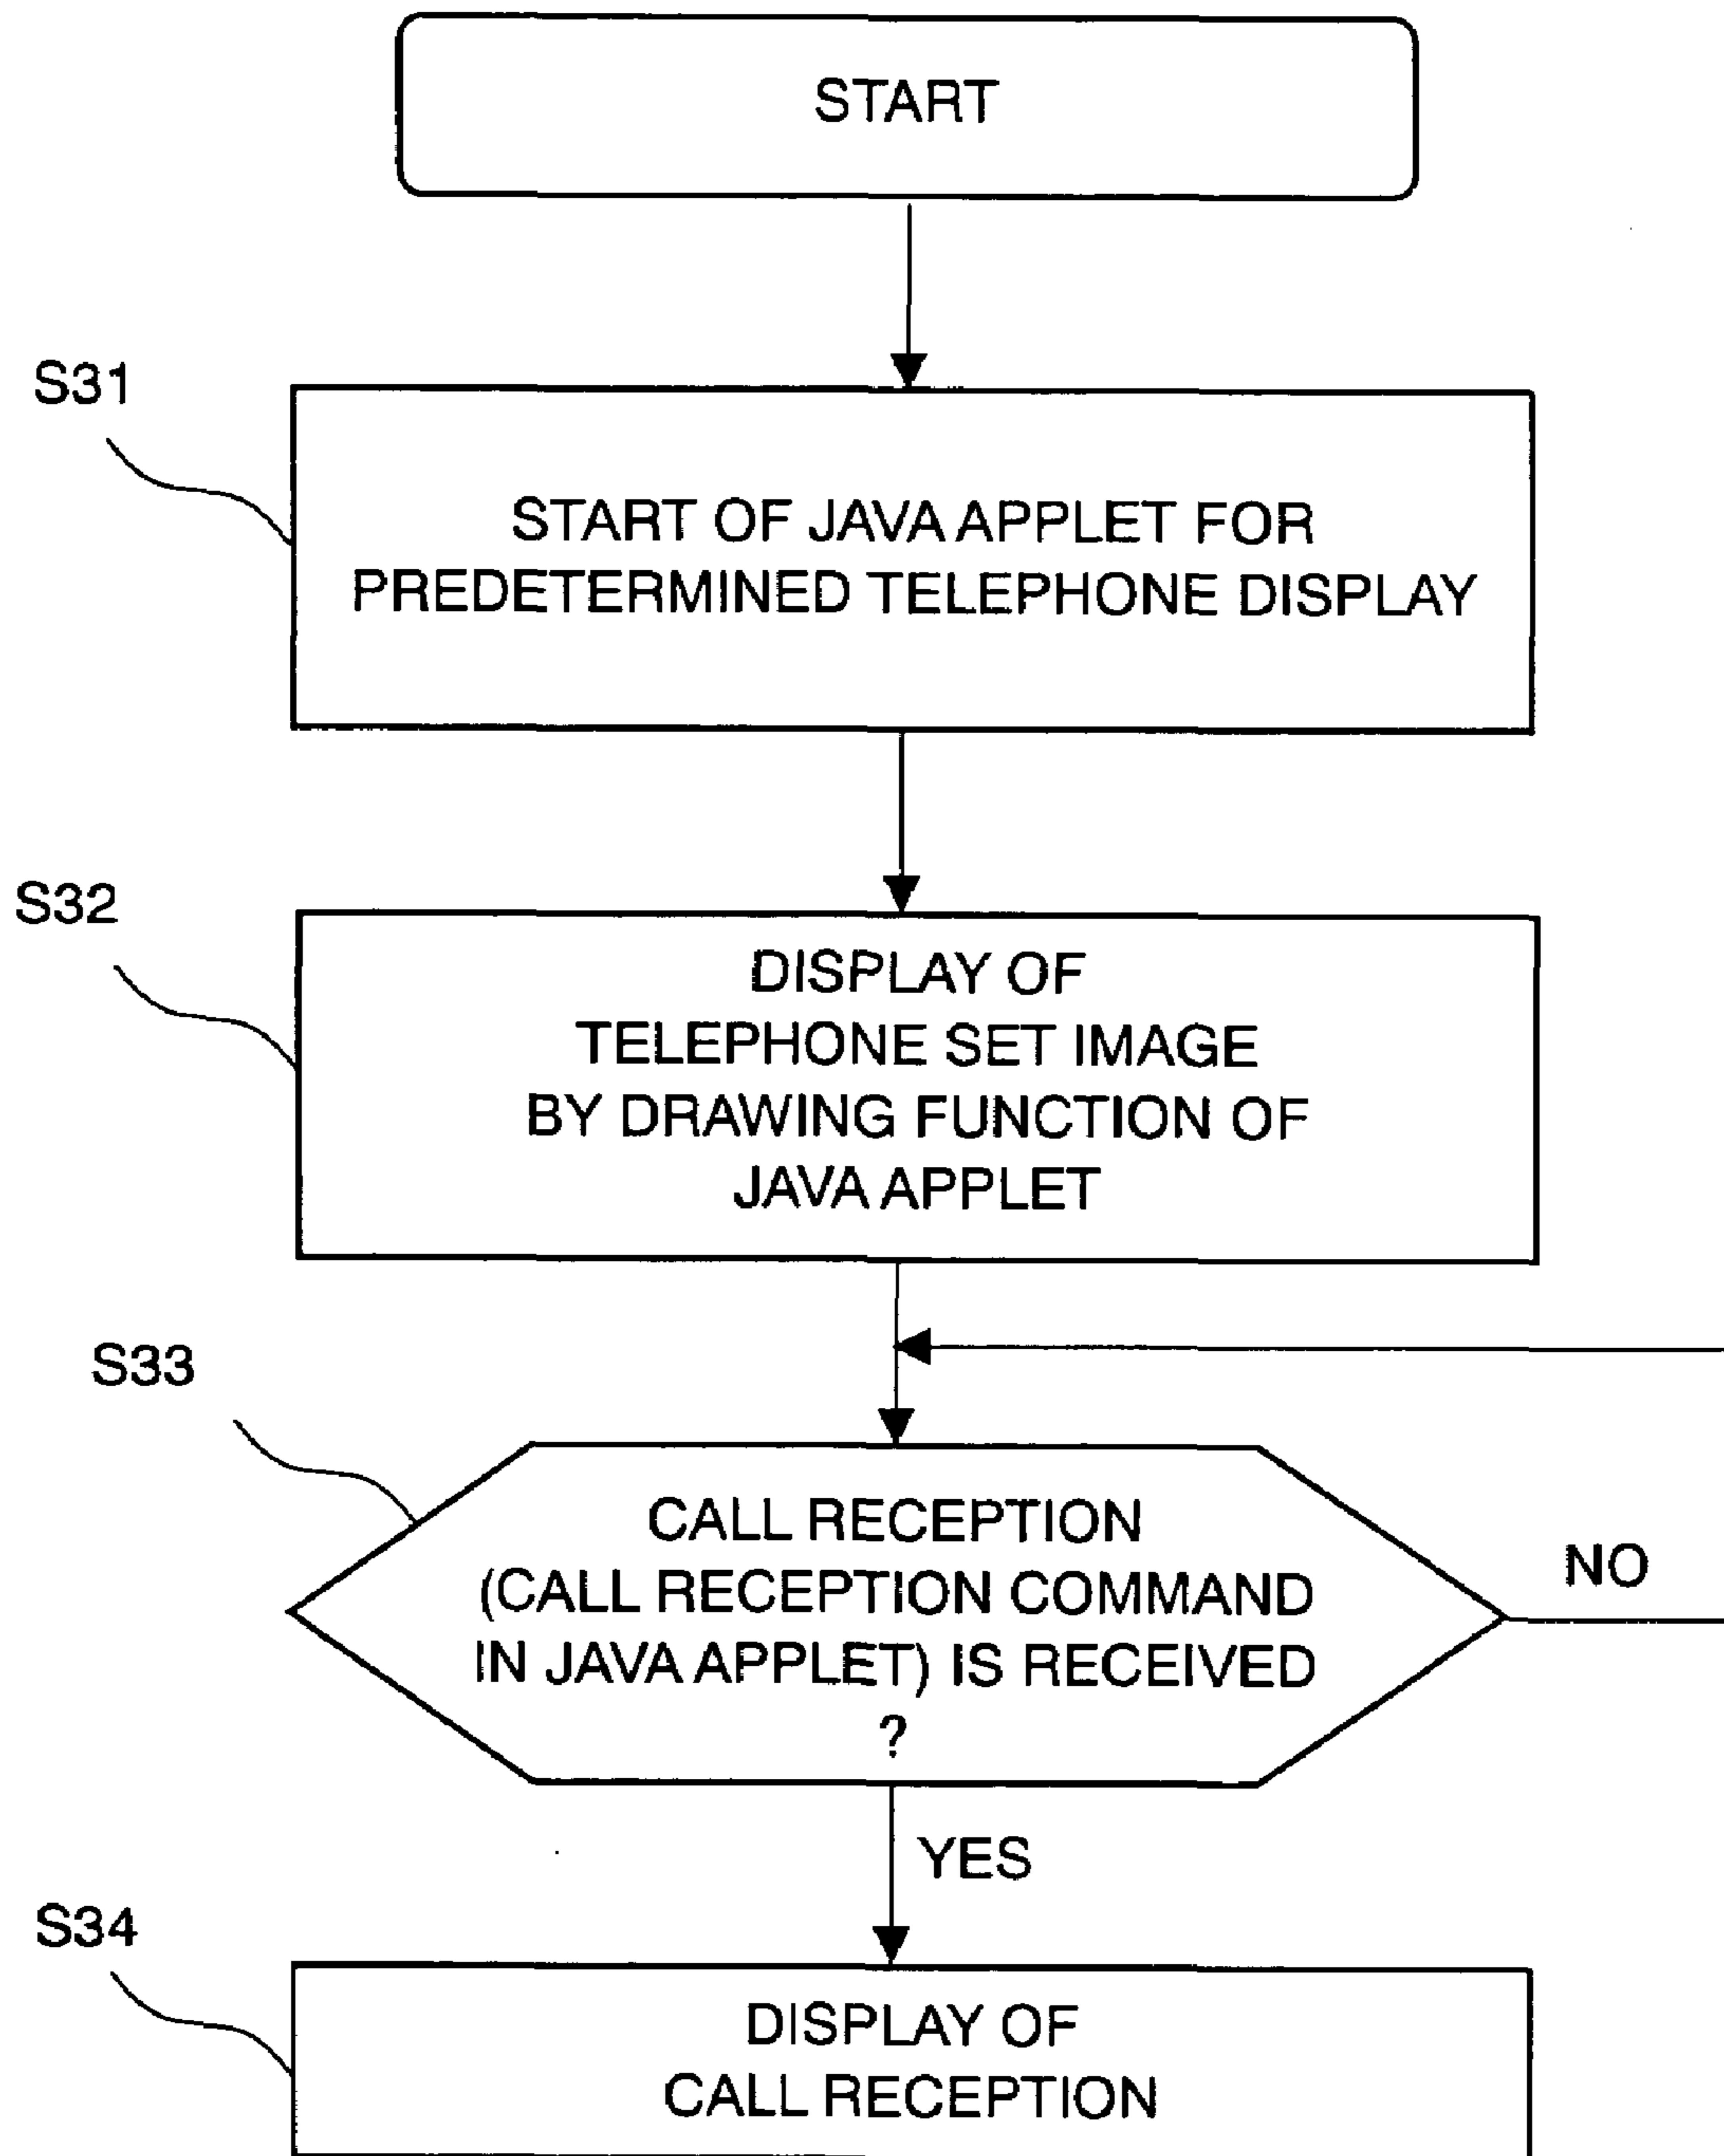 START
S31
START OF JAVA APPLET FOR
PREDETERMINED TELEPHONE DISPLAY
S32
DISPLAY OF
TELEPHONE SET IMAGE
BY DRAWING FUNCTION OF
JAVA APPLET
S33
CALL RECEPTION
(CALL RECEPTION COMMAND
IN JAVA APPLET) IS RECEIVED
?
NO
YES
S34
DISPLAY OF
CALL RECEPTION